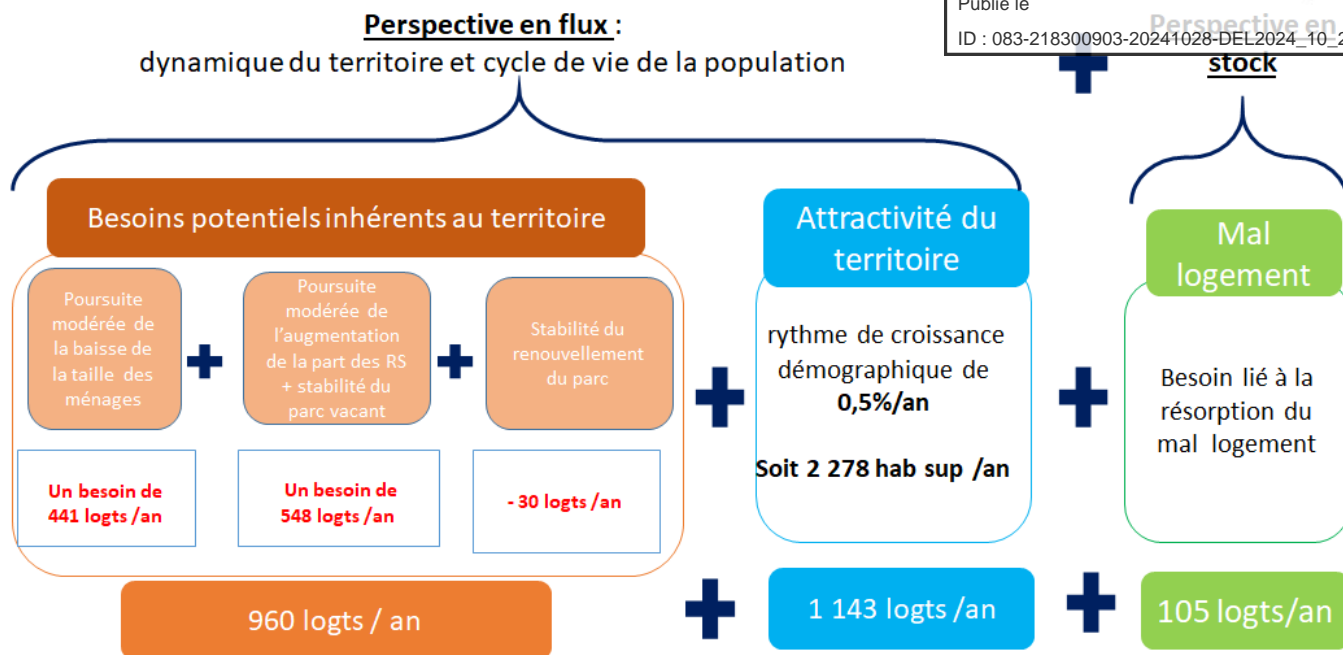 Publié le
ID : 083-218300903-20241028-DEL2024_10_2
Perspective en flux :
dynamique du territoire et cycle de vie de la population
Perspective en
stock
Besoins potentiels inhérents au territoire
Poursuite
modérée de
la baisse de
la taille des
ménages
Poursuite
modérée de
l'augmentation
de la part des RS
+ stabilité du
parc vacant
Stabilité du
renouvellement
du parc
Un besoin de
441 logts /an
Un besoin de
548 logts /an
- 30 logts /an
Attractivité du
territoire
rythme de croissance
démographique de
0,5%/an
Soit 2 278 hab sup /an
Mal
logement
Besoin lié à la
résorption du
mal logement
960 logts / an
1 143 logts /an
105 logts/an